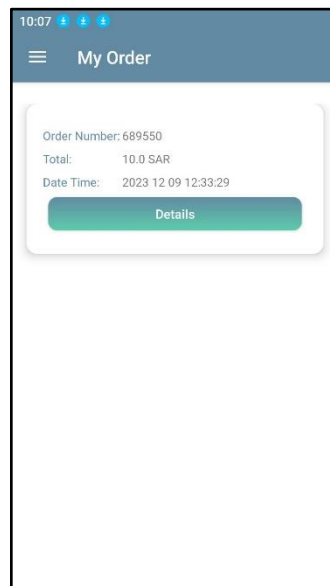 10:07
My Order
Order Number: 689550
Total: 10.0 SAR
Date Time: 2023 12 09 12:33:29
Details